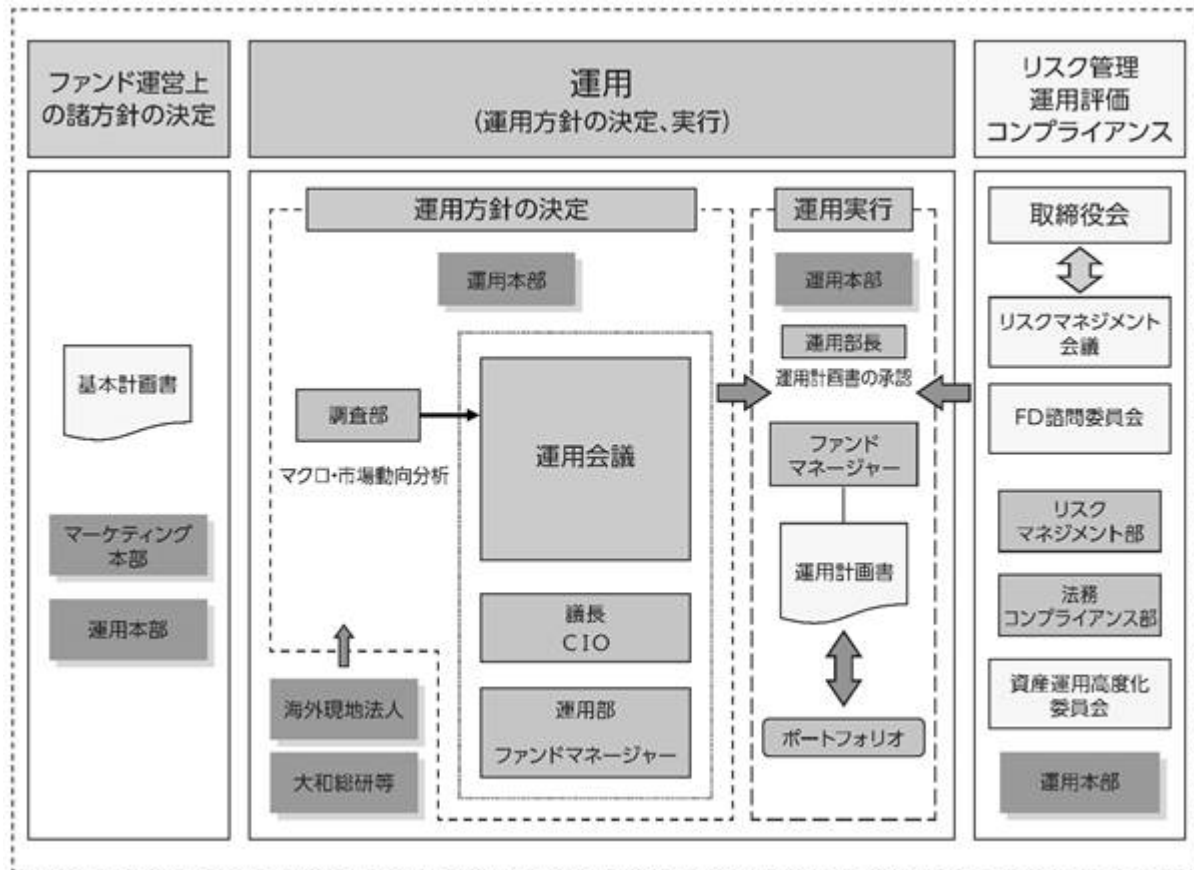 ファンド運営上
の諸方針の決定
運用
(運用方針の決定、実行)
リスク管理
運用評価
コンプライアンス
基本計画書
マーケティング
本部
運用本部
運用方針の決定
運用本部
調査部
マクロ・市場動向分析
運用会議
議長
CIO
運用部
ファンドマネージャー
海外現地法人
大和総研等
運用実行
運用本部
運用部長
運用計画書の承認
ファンド
マネージャー
運用計画書
ポートフォリオ
取締役会
リスクマネジメント
会議
FD諮問委員会
リスク
マネジメント部
法務
コンプライアンス部
資産運用高度化
委員会
運用本部